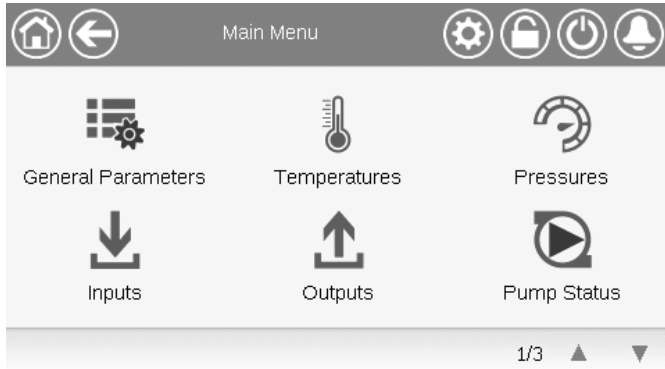 Main Menu
General Parameters Temperatures Pressures
Inputs Outputs Pump Status
1/3